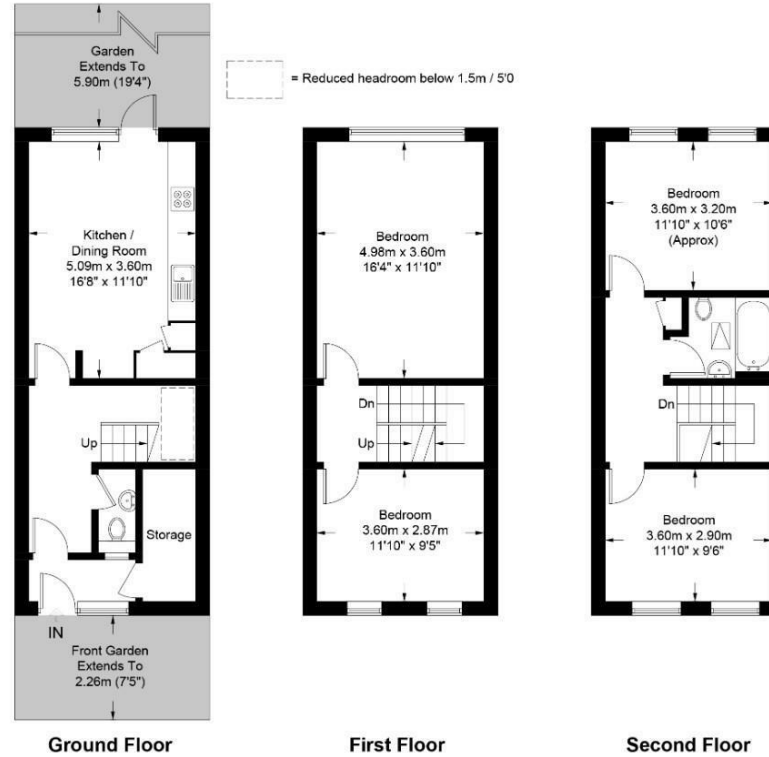 Garden
Extends To
5.90m (19'4")
= Reduced headroom below 1.5m / 5'0
Kitchen /
Dining Room
5.09m x 3.60m
16'8" x 11'10"
Up
Storage
IN
Front Garden
Extends To
2.26m (7'5")
Ground Floor
Bedroom
4.98m x 3.60m
16'4" x 11'10"
Dn
Up
Bedroom
3.60m x 2.87m
11'10" x 9'5"
First Floor
Bedroom
3.60m x 3.20m
11'10" x 10'6"
(Approx)
Dn
Bedroom
3.60m x 2.90m
11'10" x 9'6"
Second Floor